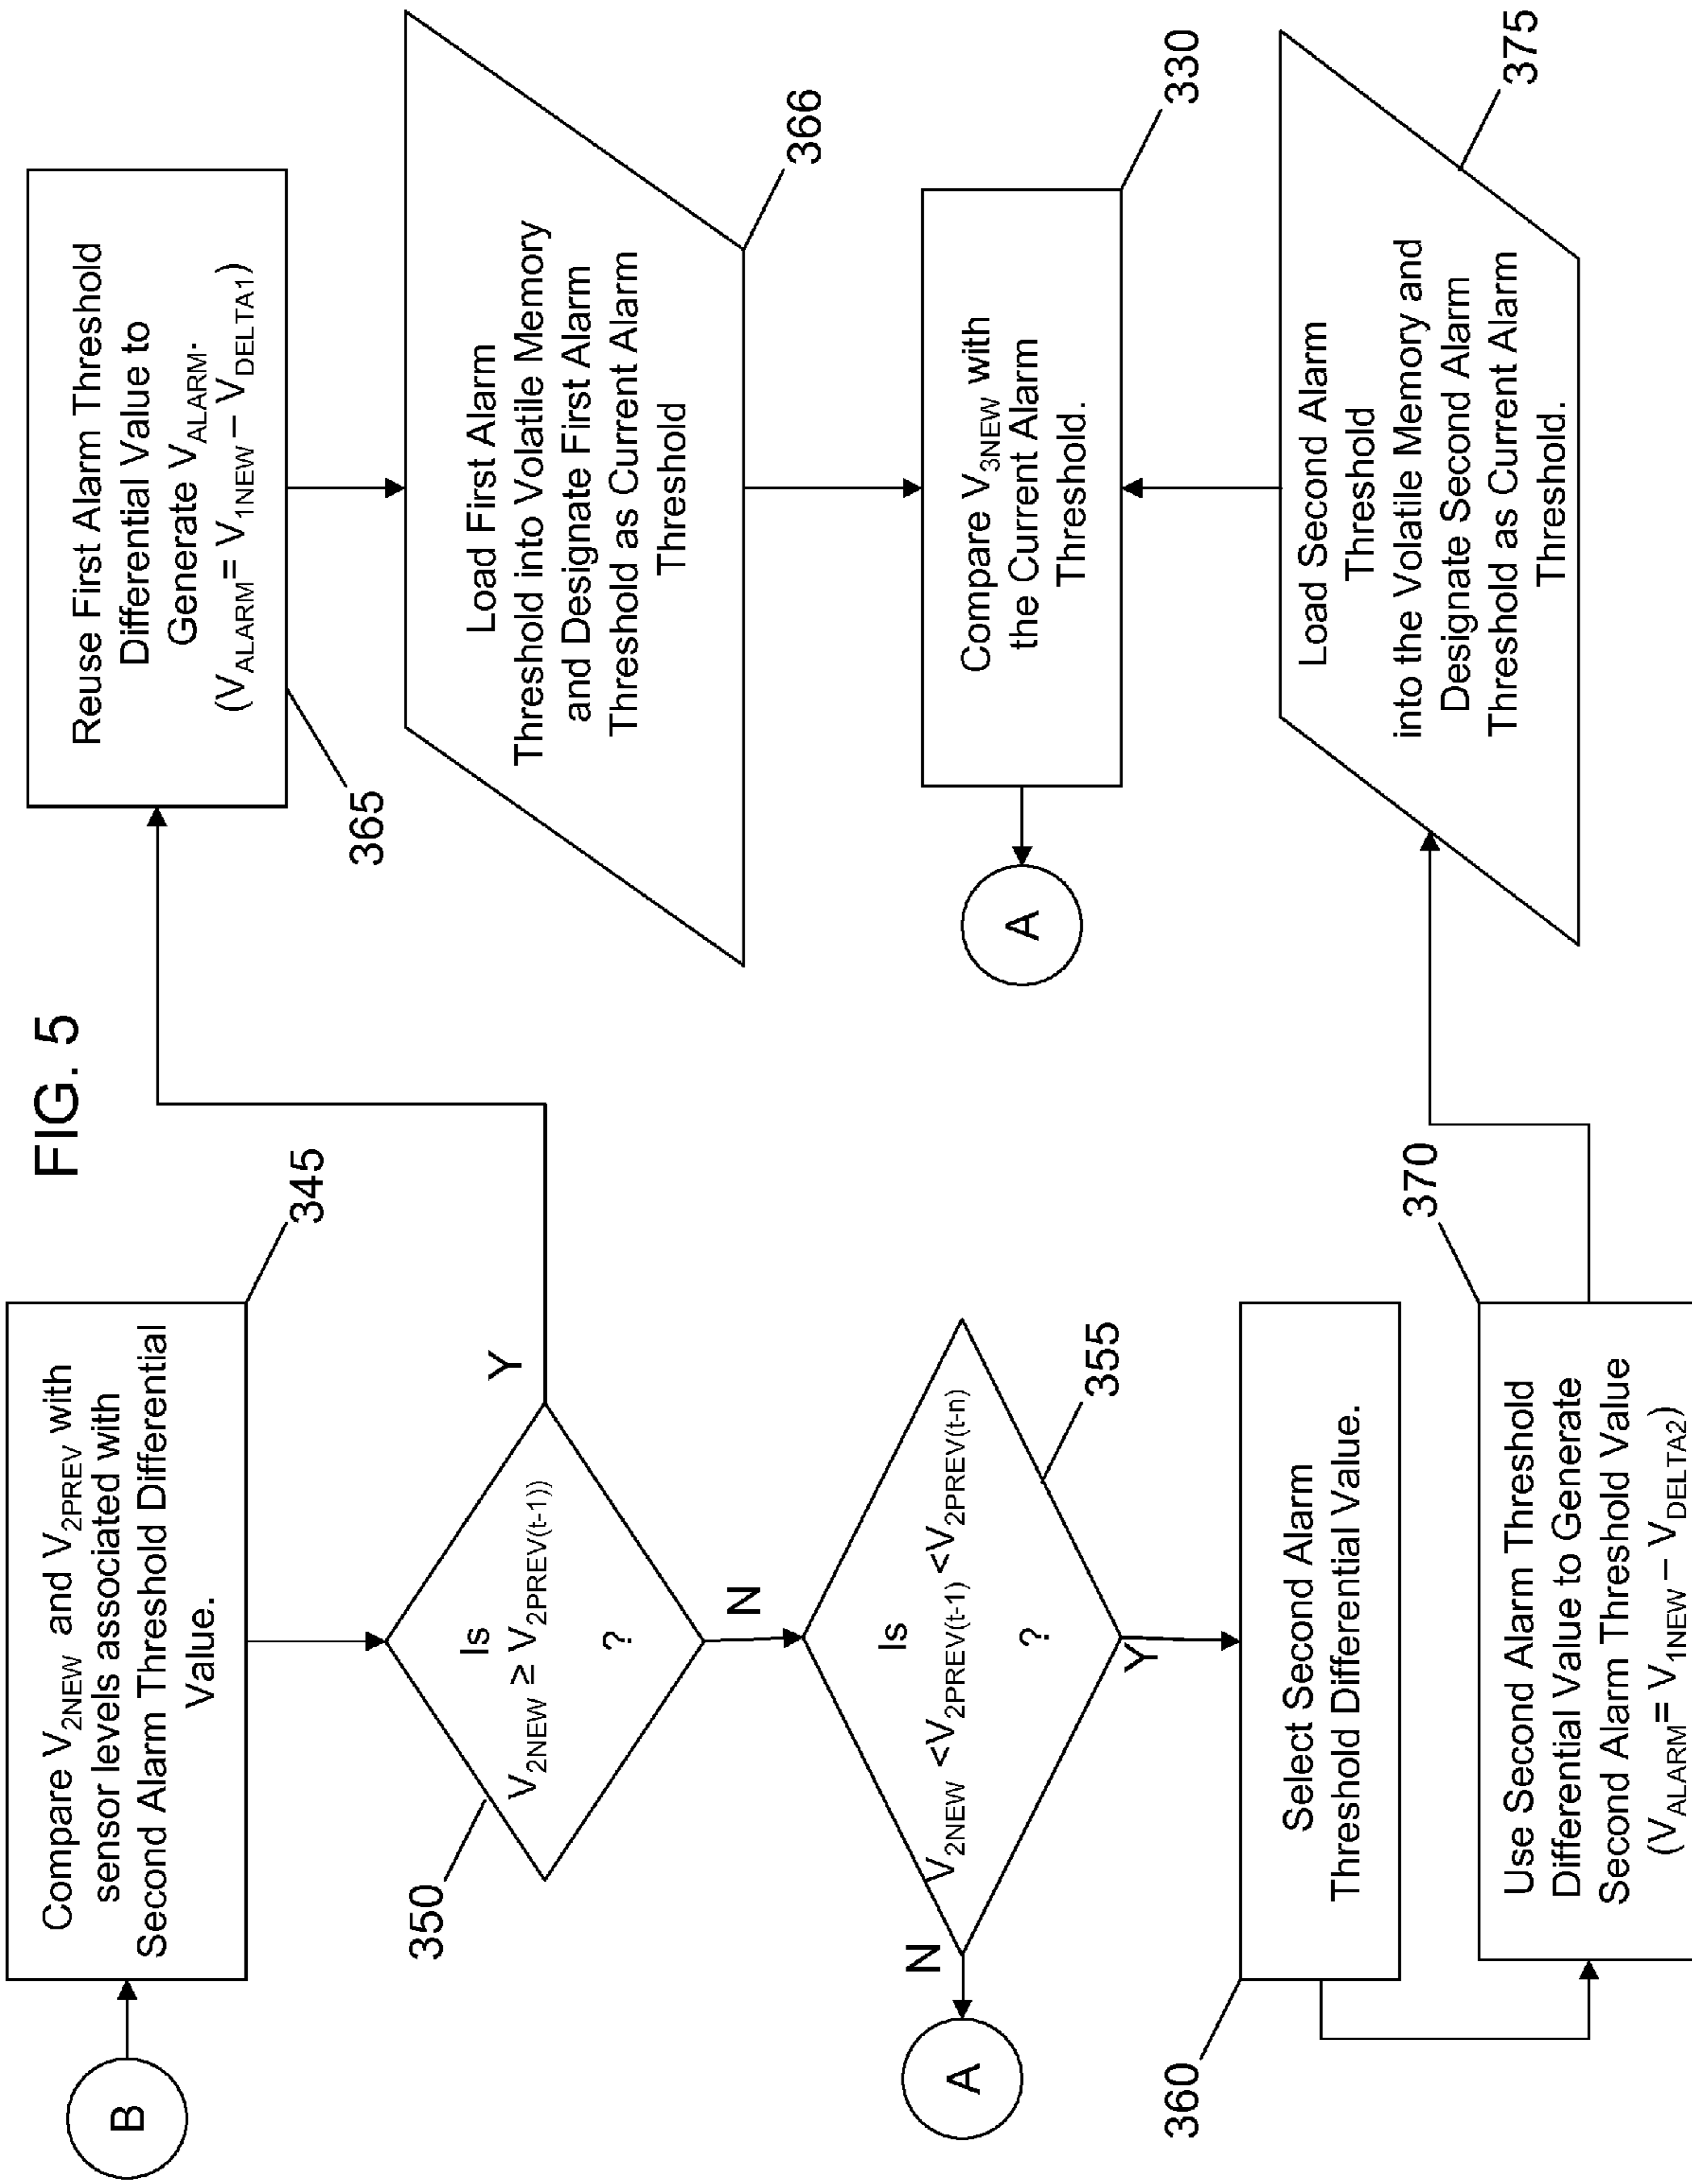 FIG. 5
B
Compare V2NEW and V2PREV with
sensor levels associated with
Second Alarm Threshold Differential
Value.
345
Is
V2NEW ≥ V2PREV(t-1))
?
350
Y
N
Is
V2NEW <V2PREV(t-1) <V2PREV(t-n)
?
355
N
A
Y
Select Second Alarm
Threshold Differential Value.
360
Use Second Alarm Threshold
Differential Value to Generate
Second Alarm Threshold Value
(VALARM= V1NEW – VDELTA2)
370
Reuse First Alarm Threshold
Differential Value to
Generate VALARM.
(VALARM= V1NEW – VDELTA1)
365
Load First Alarm
Threshold into Volatile Memory
and Designate First Alarm
Threshold as Current Alarm
Threshold
366
Compare V3NEW with
the Current Alarm
Threshold.
330
A
Load Second Alarm
Threshold
into the Volatile Memory and
Designate Second Alarm
Threshold as Current Alarm
Threshold.
375